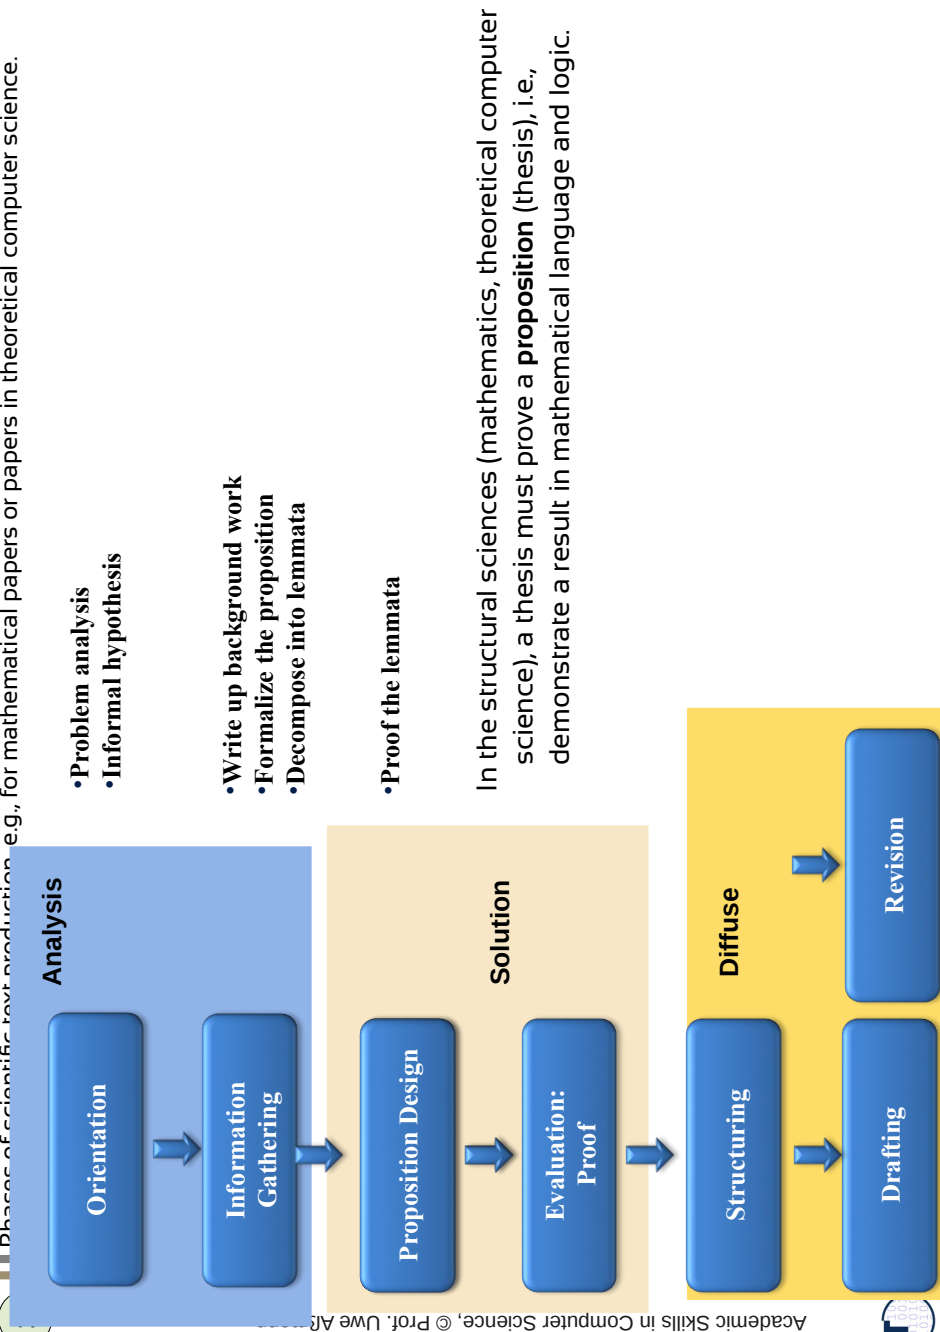 Phases of scientific text production, e.g., for mathematical papers or papers in theoretical computer science.
Analysis
Orientation
Information
Gathering
•Problem analysis
•Informal hypothesis
•Write up background work
•Formalize the proposition
•Decompose into lemmata
Solution
Proposition Design
Evaluation:
Proof
•Proof the lemmata
In the structural sciences (mathematics, theoretical computer
science), a thesis must prove a proposition (thesis), i.e.,
demonstrate a result in mathematical language and logic.
Diffuse
Structuring
Drafting
Revision
Academic Skills in Computer Science, © Prof. Uwe Aßmann